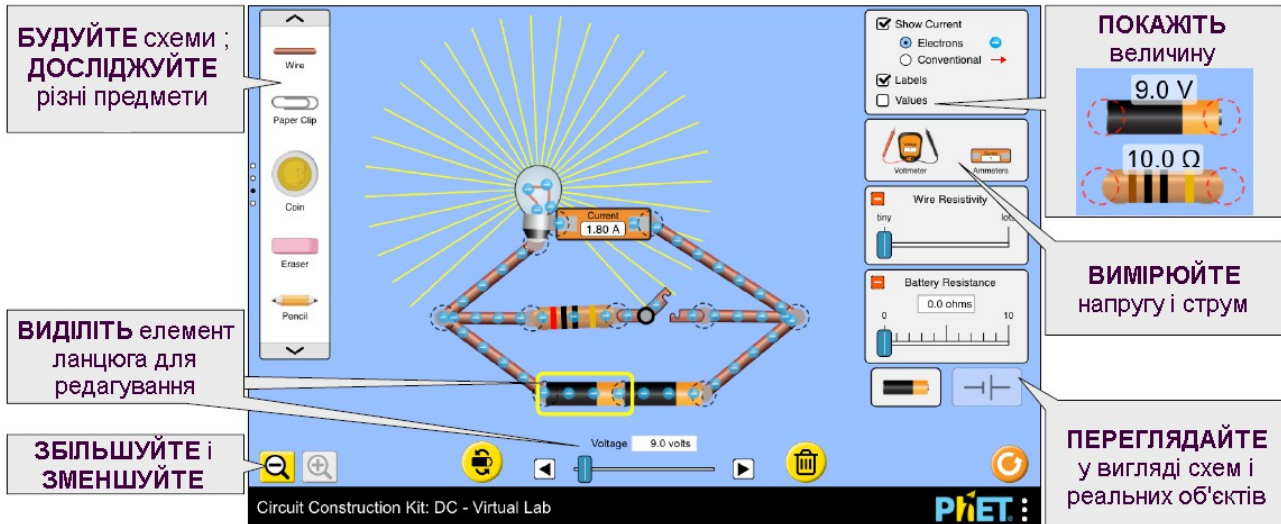 БУДУЙТЕ схеми ;
ДОСЛІДЖУЙТЕ
різні предмети
Wire
Paper Clip
Coin
Eraser
Pencil
ВИДІЛІТЬ елемент
ланцюга для
редагування
ЗБІЛЬШУЙТЕ і
ЗМЕНШУЙТЕ
Current
1.80 A
Voltage 9.0 volts
Show Current
Electrons
Conventional
Labels
Values
Voltmeter Ammeters
Wire Resistivity
tiny lots
Battery Resistance
0.0 ohms
0 10
ПОКАЖІТЬ
величину
9.0 V
10.0 Ω
ВИМІРЮЙТЕ
напругу і струм
ПЕРЕГЛЯДАЙТЕ
у вигляді схем і
реальних об'єктів
Circuit Construction Kit: DC - Virtual Lab
PhET